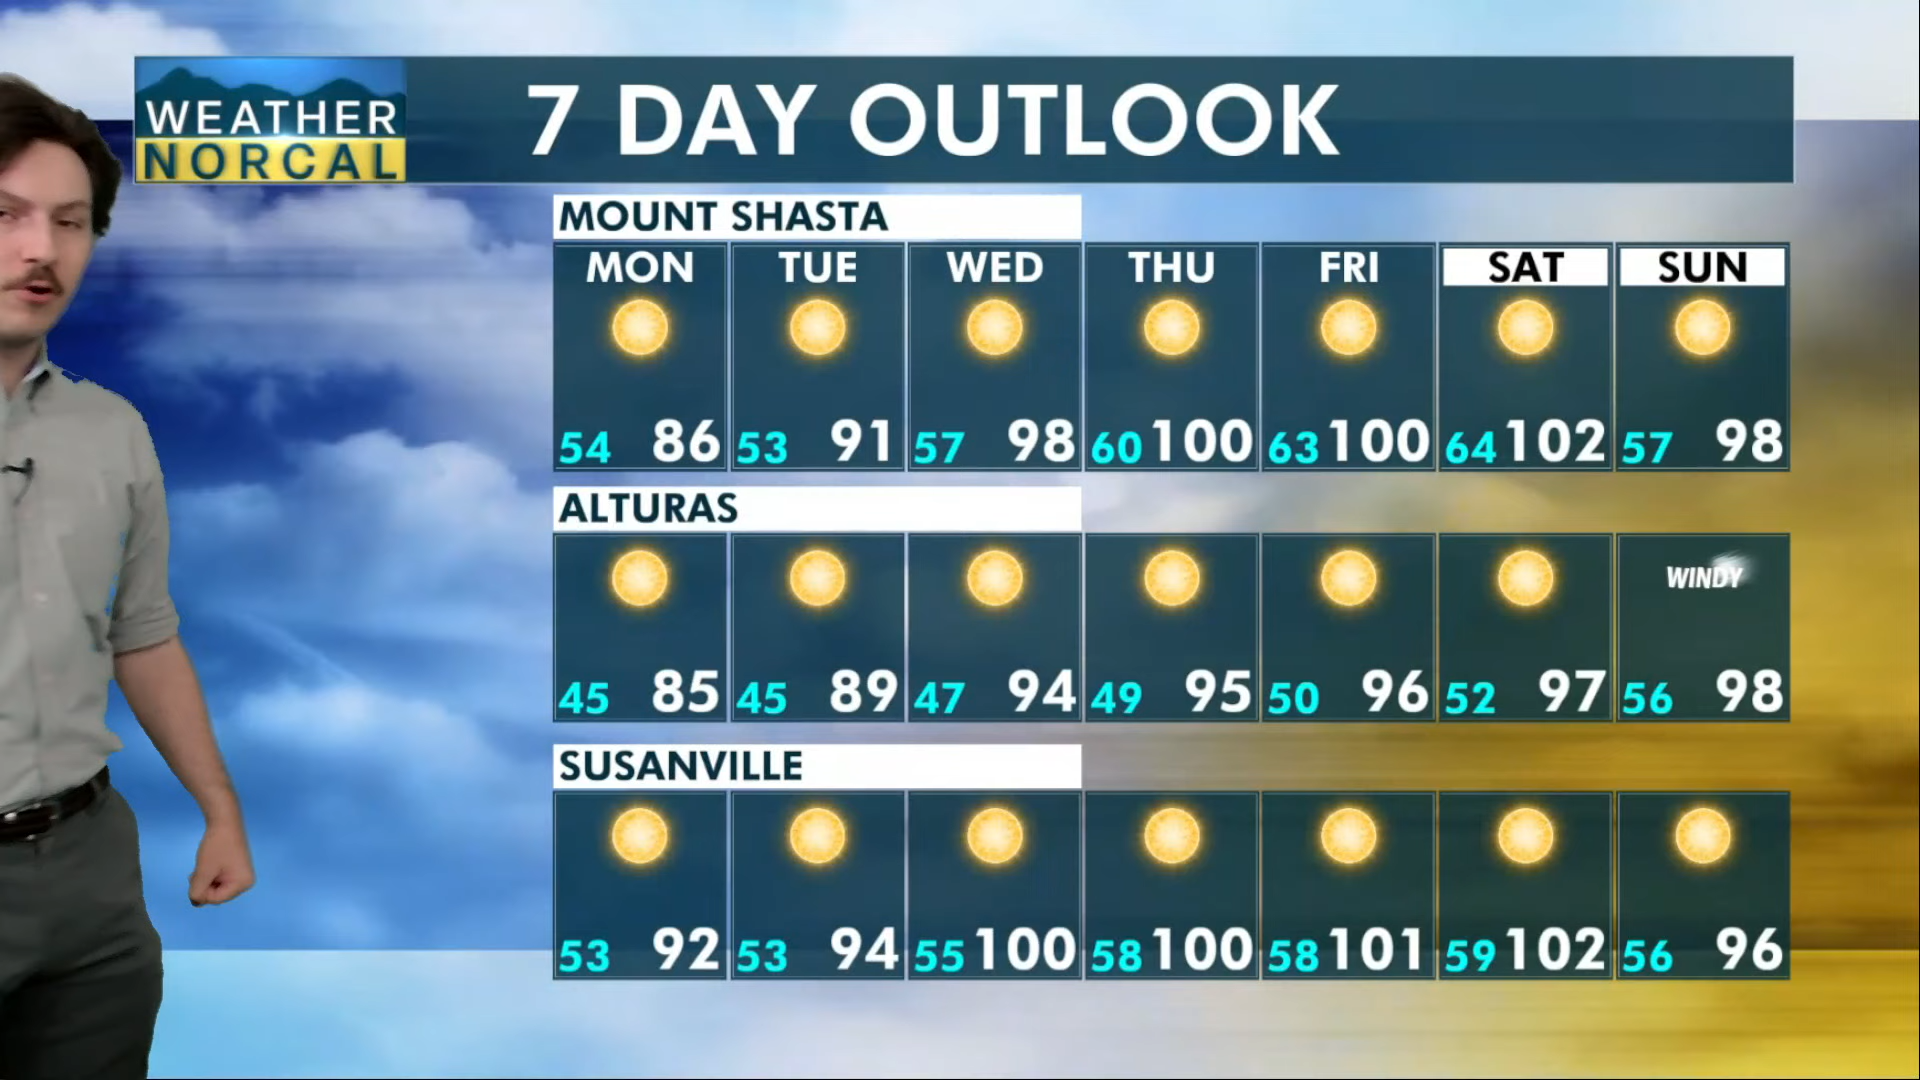 WEATHER
NORCAL
7 DAY OUTLOOK
MOUNT SHASTA
MON TUE WED THU FRI SAT SUN
54 86 53 91 57 98 60 100 63 100 64 102 57 98
ALTURAS
WINDY
45 85 45 89 47 94 49 95 50 96 52 97 56 98
SUSANVILLE
53 92 53 94 55 100 58 100 58 101 59 102 56 96